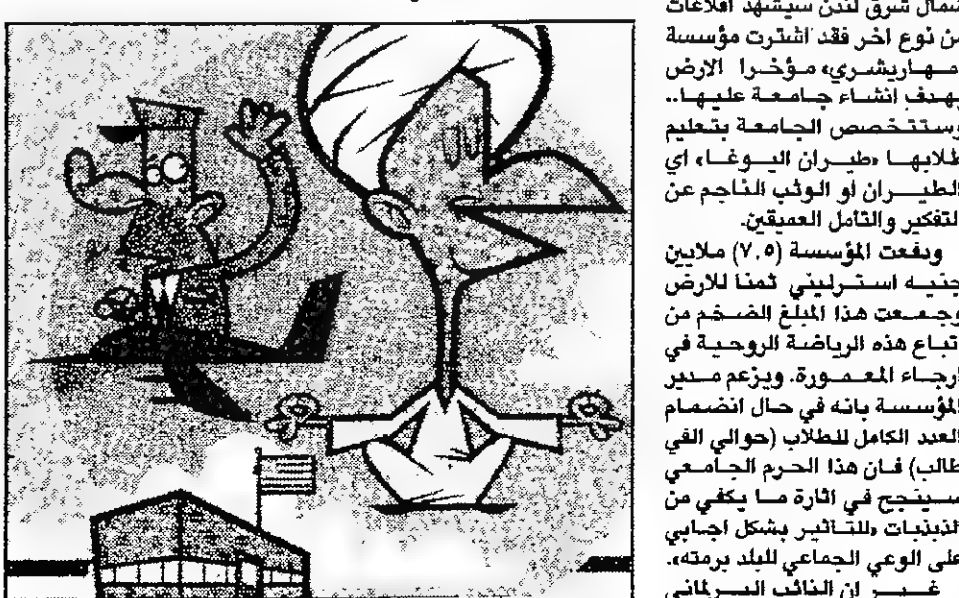 شمال شرق لندن سيشهد اقلاعات
من نوع اخر فقد اشترت مؤسسة
«مهاريشري» مؤخرا الارض
بهدف انشاء جامعة عليها..
وستتخصص الجامعة بتعليم
طلابها «طيران اليوغا» اي
الطيران او الوثب الناجم عن
التفكير والتامل العميقين.
ودفعت المؤسسة (٧.٥) ملايين
جنيه استرليني ثمنا للارض
وجمعت هذا المبلغ الضخم من
اتباع هذه الرياضة الروحية في
ارجاء المعمورة. ويزعم مدير
المؤسسة بانه في حال انضمام
العدد الكامل للطلاب (حوالي الفي
طالب) فان هذا الحرم الجامعي
سينجح في اثارة ما يكفي من
الذبذبات «للتاثير بشكل اجابي
على الوعي الجماعي للبلد برمته».
غير ان النائب البرلماني